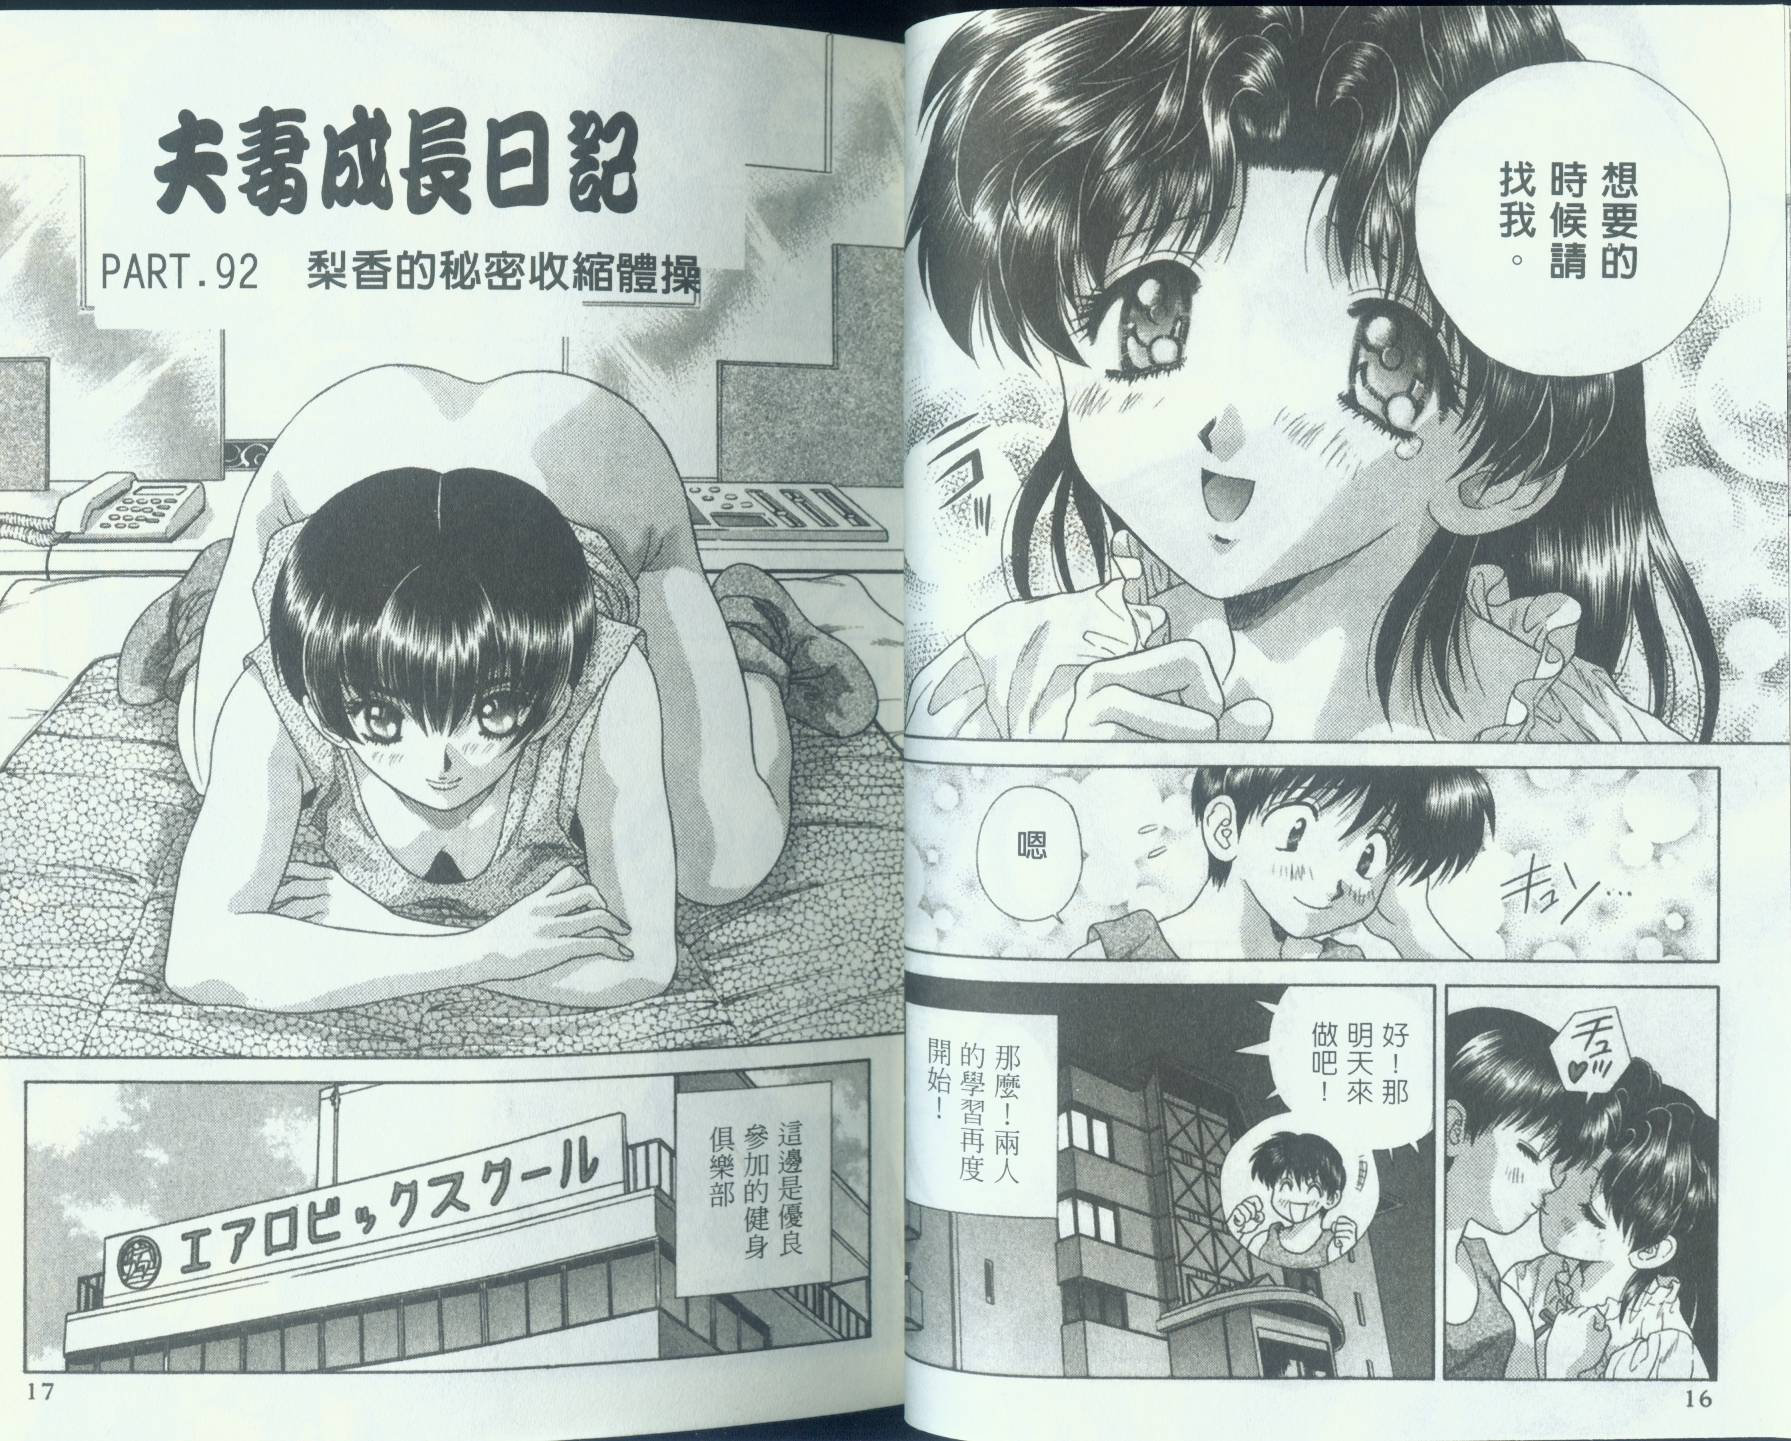 想要的
時候請
找我。
嗯
キュン…
チュ
好！那
明天來
做吧！
那麼！兩人
的學習再度
開始！
16
夫妻成長日記
PART.92　梨香的秘密收縮體操
這邊是優良
參加的健身
俱樂部
エアロビックスクール
17